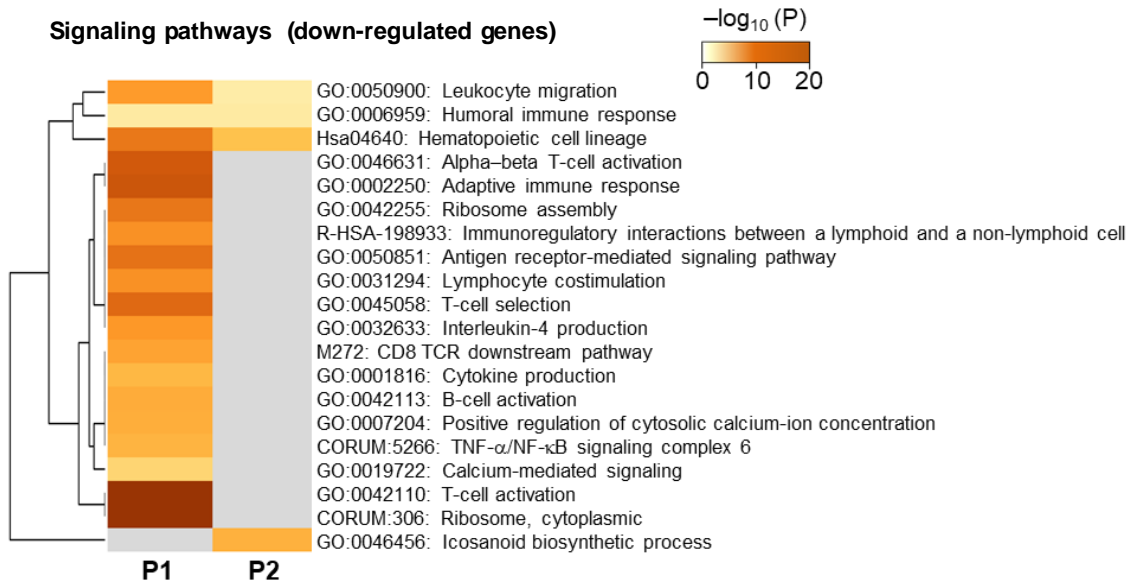 Signaling pathways (down-regulated genes)
–log10 (P)
0 10 20
GO:0050900: Leukocyte migration
GO:0006959: Humoral immune response
Hsa04640: Hematopoietic cell lineage
GO:0046631: Alpha–beta T-cell activation
GO:0002250: Adaptive immune response
GO:0042255: Ribosome assembly
R-HSA-198933: Immunoregulatory interactions between a lymphoid and a non-lymphoid cell
GO:0050851: Antigen receptor-mediated signaling pathway
GO:0031294: Lymphocyte costimulation
GO:0045058: T-cell selection
GO:0032633: Interleukin-4 production
M272: CD8 TCR downstream pathway
GO:0001816: Cytokine production
GO:0042113: B-cell activation
GO:0007204: Positive regulation of cytosolic calcium-ion concentration
CORUM:5266: TNF-α/NF-κB signaling complex 6
GO:0019722: Calcium-mediated signaling
GO:0042110: T-cell activation
CORUM:306: Ribosome, cytoplasmic
GO:0046456: Icosanoid biosynthetic process
P1 P2